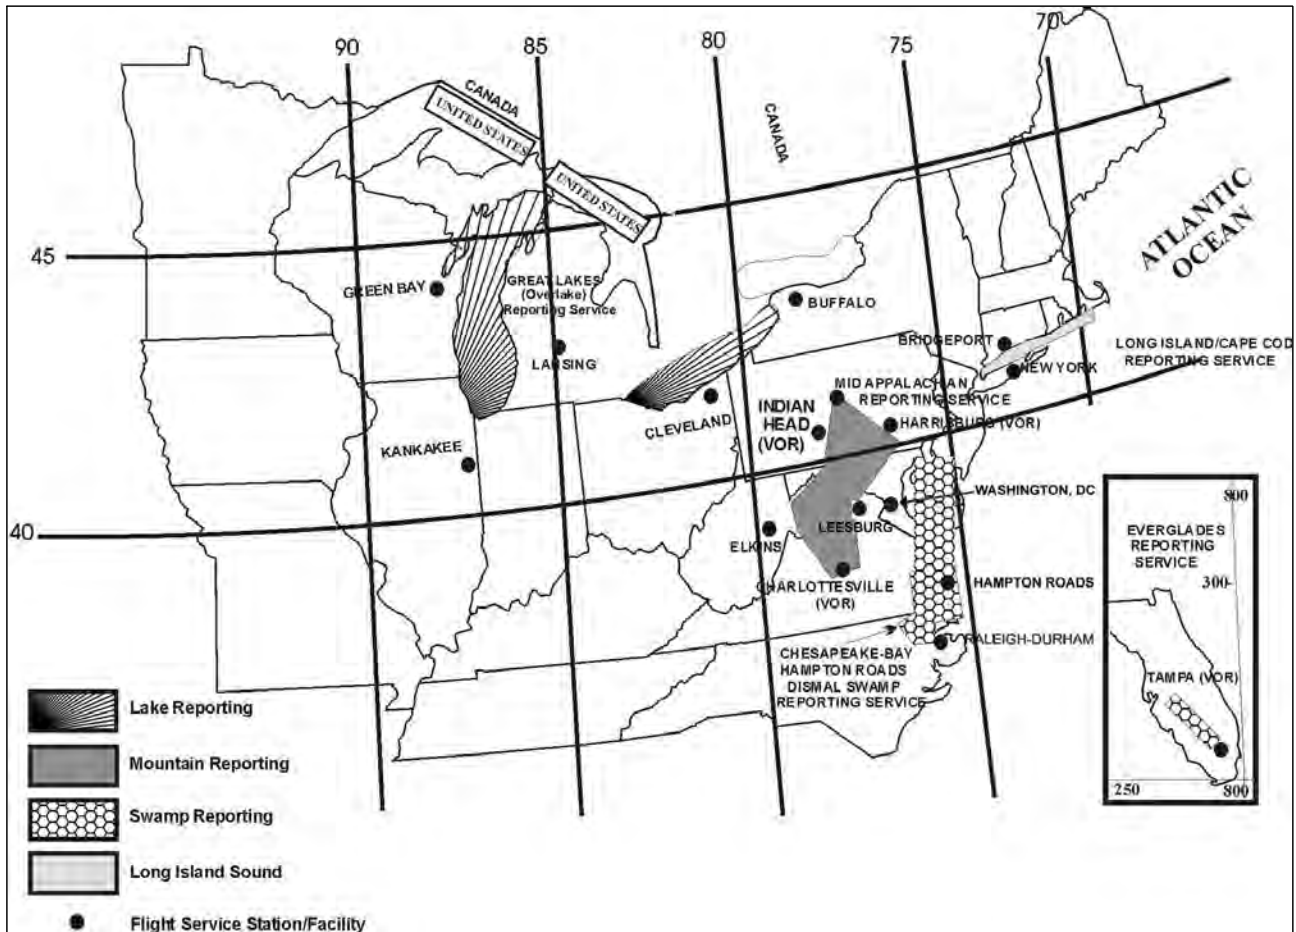 90
85
80
75
70
CANADA
UNITED STATES
CANADA
UNITED STATES
ATLANTIC
OCEAN
45
GREEN BAY
GREAT LAKES
(Overlake)
Reporting Service
BUFFALO
LANSING
BRIDGEPORT
LONG ISLAND/CAPE COD
REPORTING SERVICE
NEW YORK
MID APPALACHIAN
REPORTING SERVICE
INDIAN
HEAD
(VOR)
HARRISBURG (VOR)
CLEVELAND
KANKAKEE
WASHINGTON, DC
40
LEESBURG
ELKINS
CHARLOTTESVILLE
(VOR)
HAMPTON ROADS
RALEIGH-DURHAM
CHESAPEAKE-BAY
HAMPTON ROADS
DISMAL SWAMP
REPORTING SERVICE
800
EVERGLADES
REPORTING
SERVICE
300
TAMPA (VOR)
250
800
Lake Reporting
Mountain Reporting
Swamp Reporting
Long Island Sound
Flight Service Station/Facility